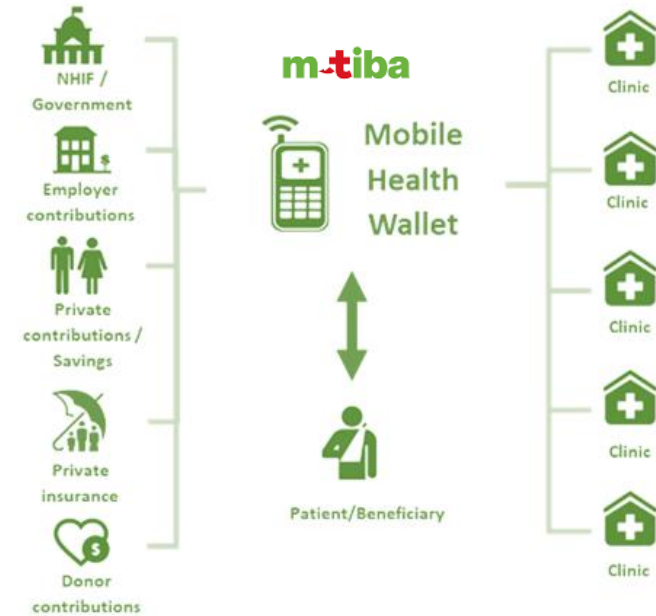 NHIF /
Government
Employer
contributions
Private
contributions /
Savings
Private
insurance
Donor
contributions
m-tiba
Mobile
Health
Wallet
Patient/Beneficiary
Clinic
Clinic
Clinic
Clinic
Clinic